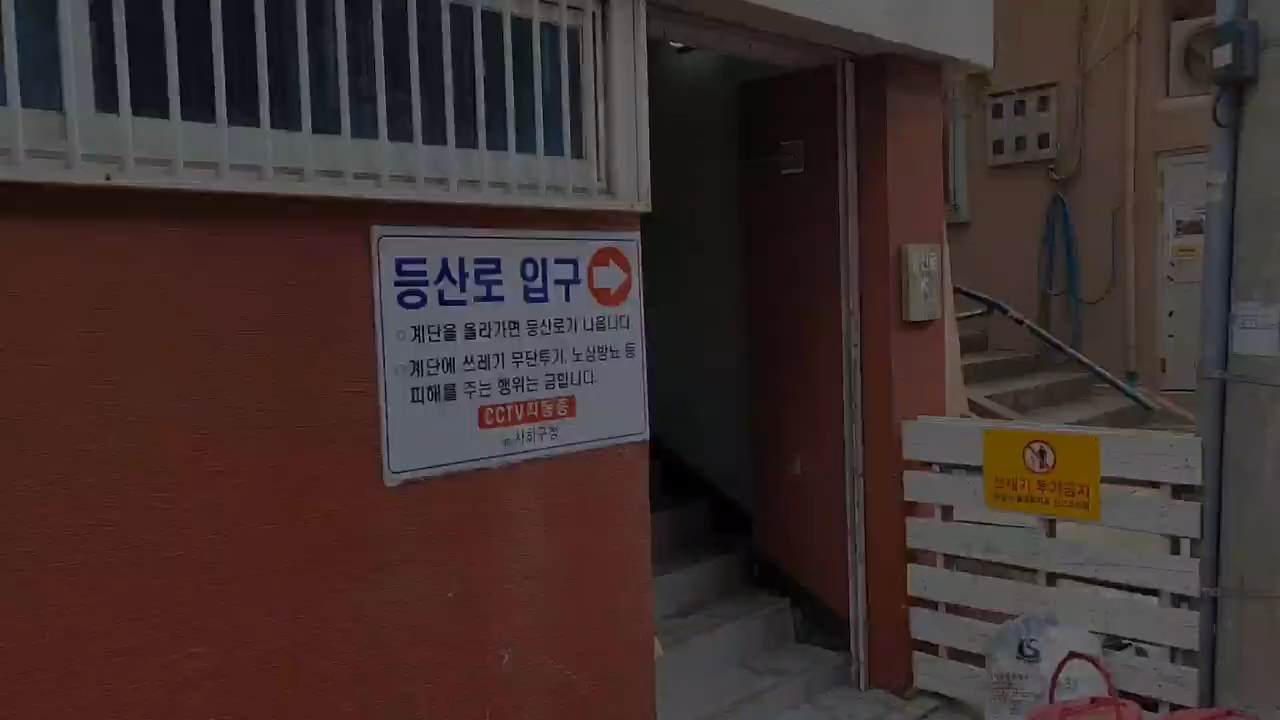 등산로 입구
계단을 올라가면 등산로가 나옵니다
계단에 쓰레기 무단투기, 노상방뇨 등
피해를 주는 행위는 금합니다.
CCTV작동중
사하구청
쓰레기 투기금지